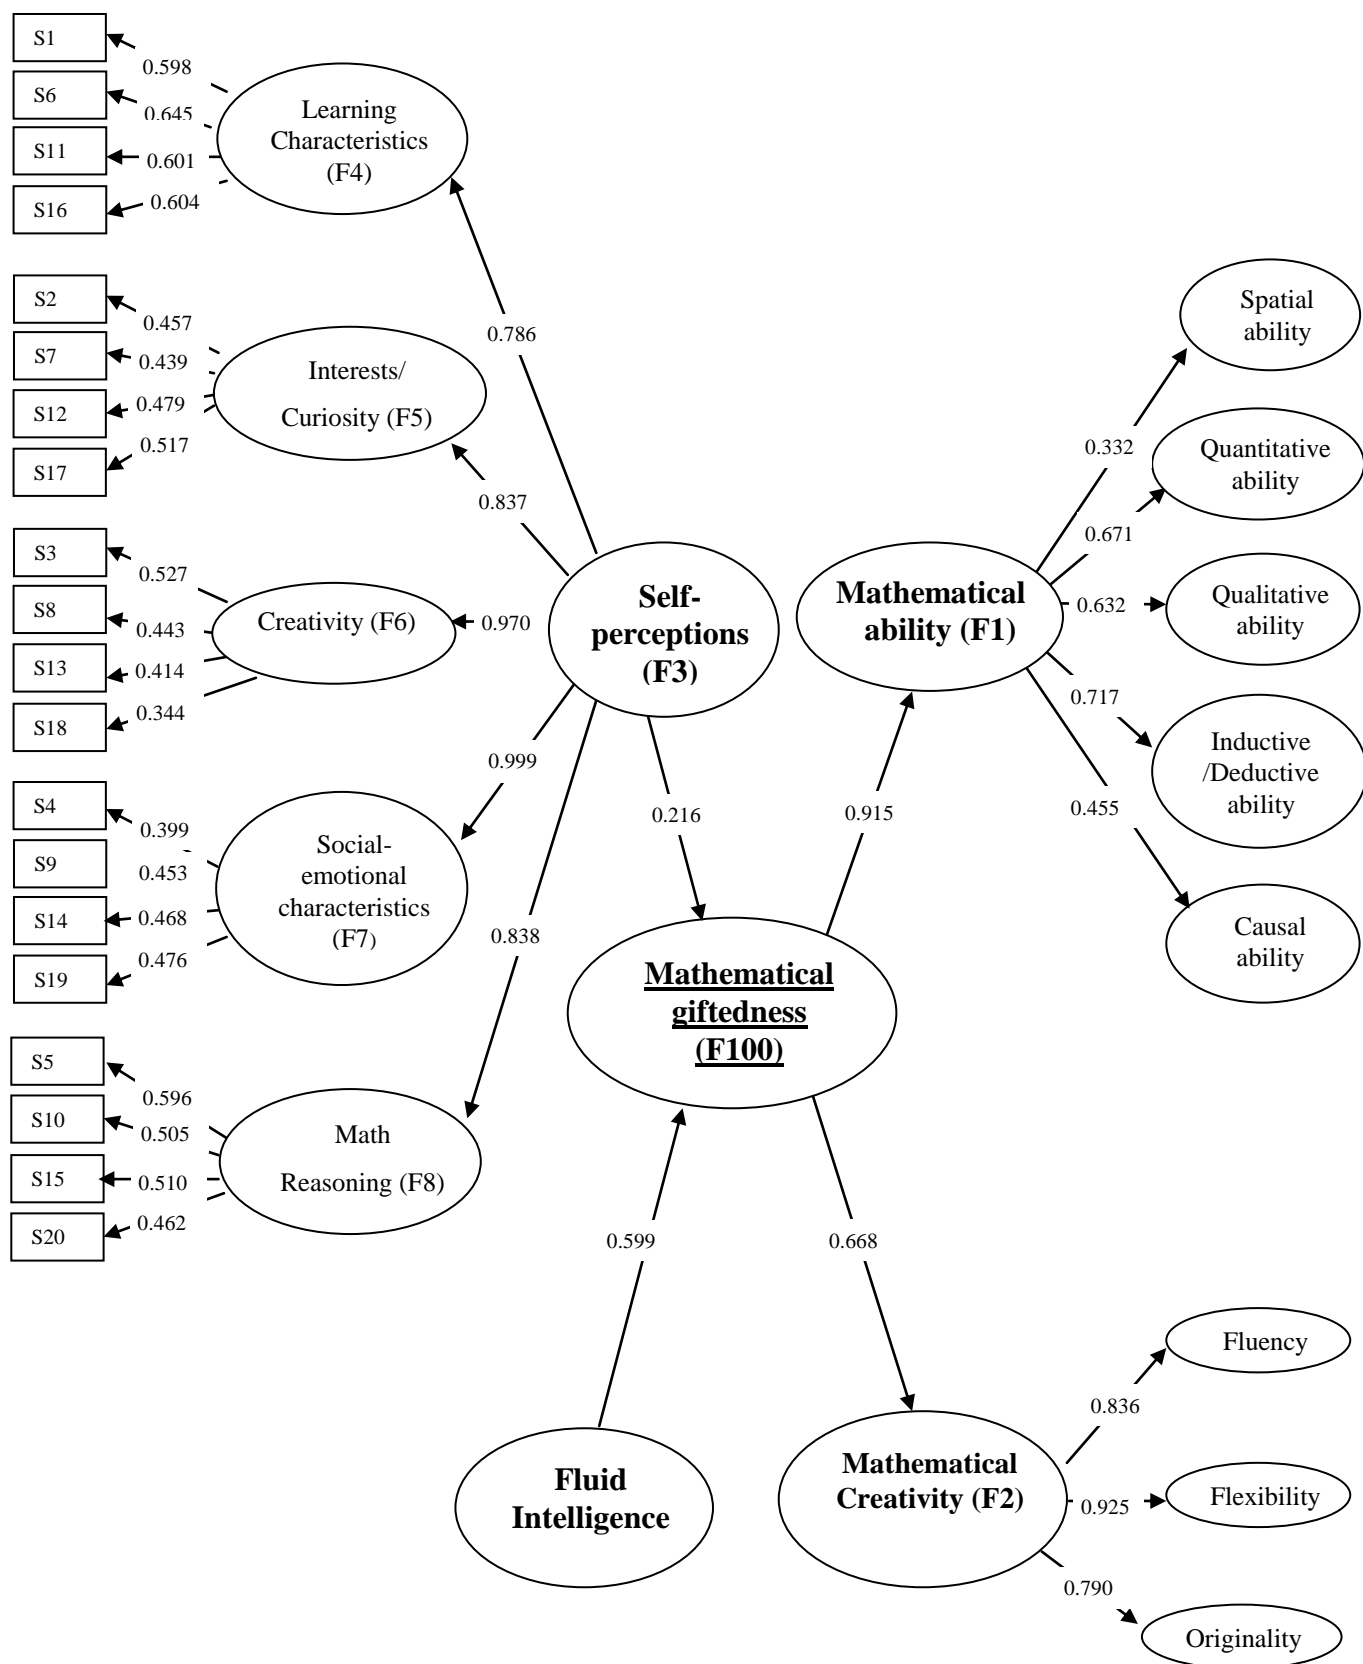 S1
0.598
S6
0.645
S11
0.601
S16
0.604
Learning
Characteristics
(F4)
S2
0.457
S7
0.439
S12
0.479
S17
0.517
Interests/
Curiosity (F5)
S3
0.527
S8
0.443
S13
0.414
S18
0.344
Creativity (F6)
S4
0.399
S9
0.453
S14
0.468
S19
0.476
Social-
emotional
characteristics
(F7)
S5
0.596
S10
0.505
S15
0.510
S20
0.462
Math
Reasoning (F8)
0.786
0.837
0.970
0.999
0.838
Self-
perceptions
(F3)
0.216
Mathematical
giftedness
(F100)
0.599
Fluid
Intelligence
0.915
0.668
Mathematical
ability (F1)
0.332
0.671
0.632
0.717
0.455
Spatial
ability
Quantitative
ability
Qualitative
ability
Inductive
/Deductive
ability
Causal
ability
Mathematical
Creativity (F2)
0.836
0.925
0.790
Fluency
Flexibility
Originality